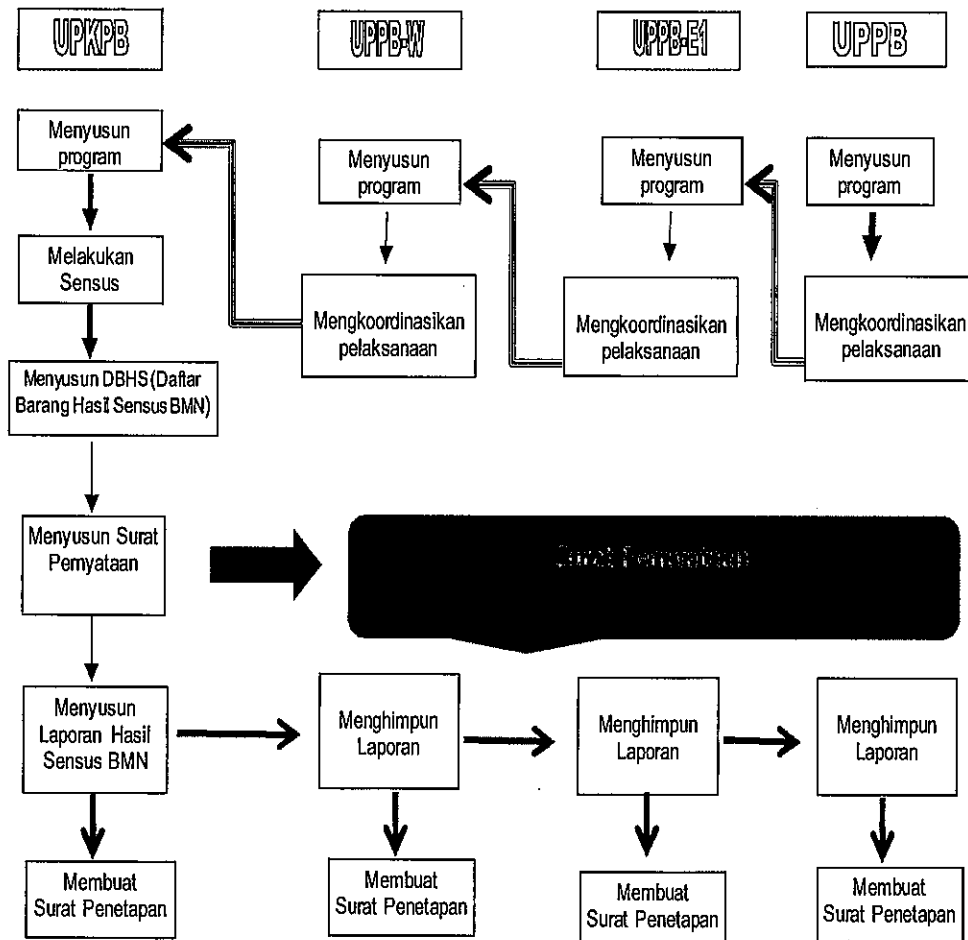 UPKPB
UPPB-W
UPPB-E1
UPPB
Menyusun
program
Menyusun
program
Menyusun
program
Menyusun
program
Melakukan
Sensus
Mengkoordinasikan
pelaksanaan
Mengkoordinasikan
pelaksanaan
Mengkoordinasikan
pelaksanaan
Menyusun DBHS (Daftar
Barang Hasil Sensus BMN)
Menyusun Surat
Pernyataan
Surat Pernyataan
Menyusun
Laporan Hasil
Sensus BMN
Menghimpun
Laporan
Menghimpun
Laporan
Menghimpun
Laporan
Membuat
Surat Penetapan
Membuat
Surat Penetapan
Membuat
Surat Penetapan
Membuat
Surat Penetapan